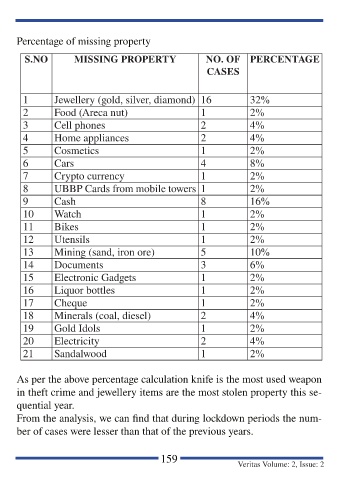 Percentage of missing property
S.NO MISSING PROPERTY NO. OF PERCENTAGE
CASES
1 Jewellery (gold, silver, diamond) 16 32%
2 Food (Areca nut) 1 2%
3 Cell phones 2 4%
4 Home appliances 2 4%
5 Cosmetics 1 2%
6 Cars 4 8%
7 Crypto currency 1 2%
8 UBBP Cards from mobile towers 1 2%
9 Cash 8 16%
10 Watch 1 2%
11 Bikes 1 2%
12 Utensils 1 2%
13 Mining (sand, iron ore) 5 10%
14 Documents 3 6%
15 Electronic Gadgets 1 2%
16 Liquor bottles 1 2%
17 Cheque 1 2%
18 Minerals (coal, diesel) 2 4%
19 Gold Idols 1 2%
20 Electricity 2 4%
21 Sandalwood 1 2%
As per the above percentage calculation knife is the most used weapon
in theft crime and jewellery items are the most stolen property this se-
quential year.
From the analysis, we can find that during lockdown periods the num-
ber of cases were lesser than that of the previous years.
159
Veritas Volume: 2, Issue: 2